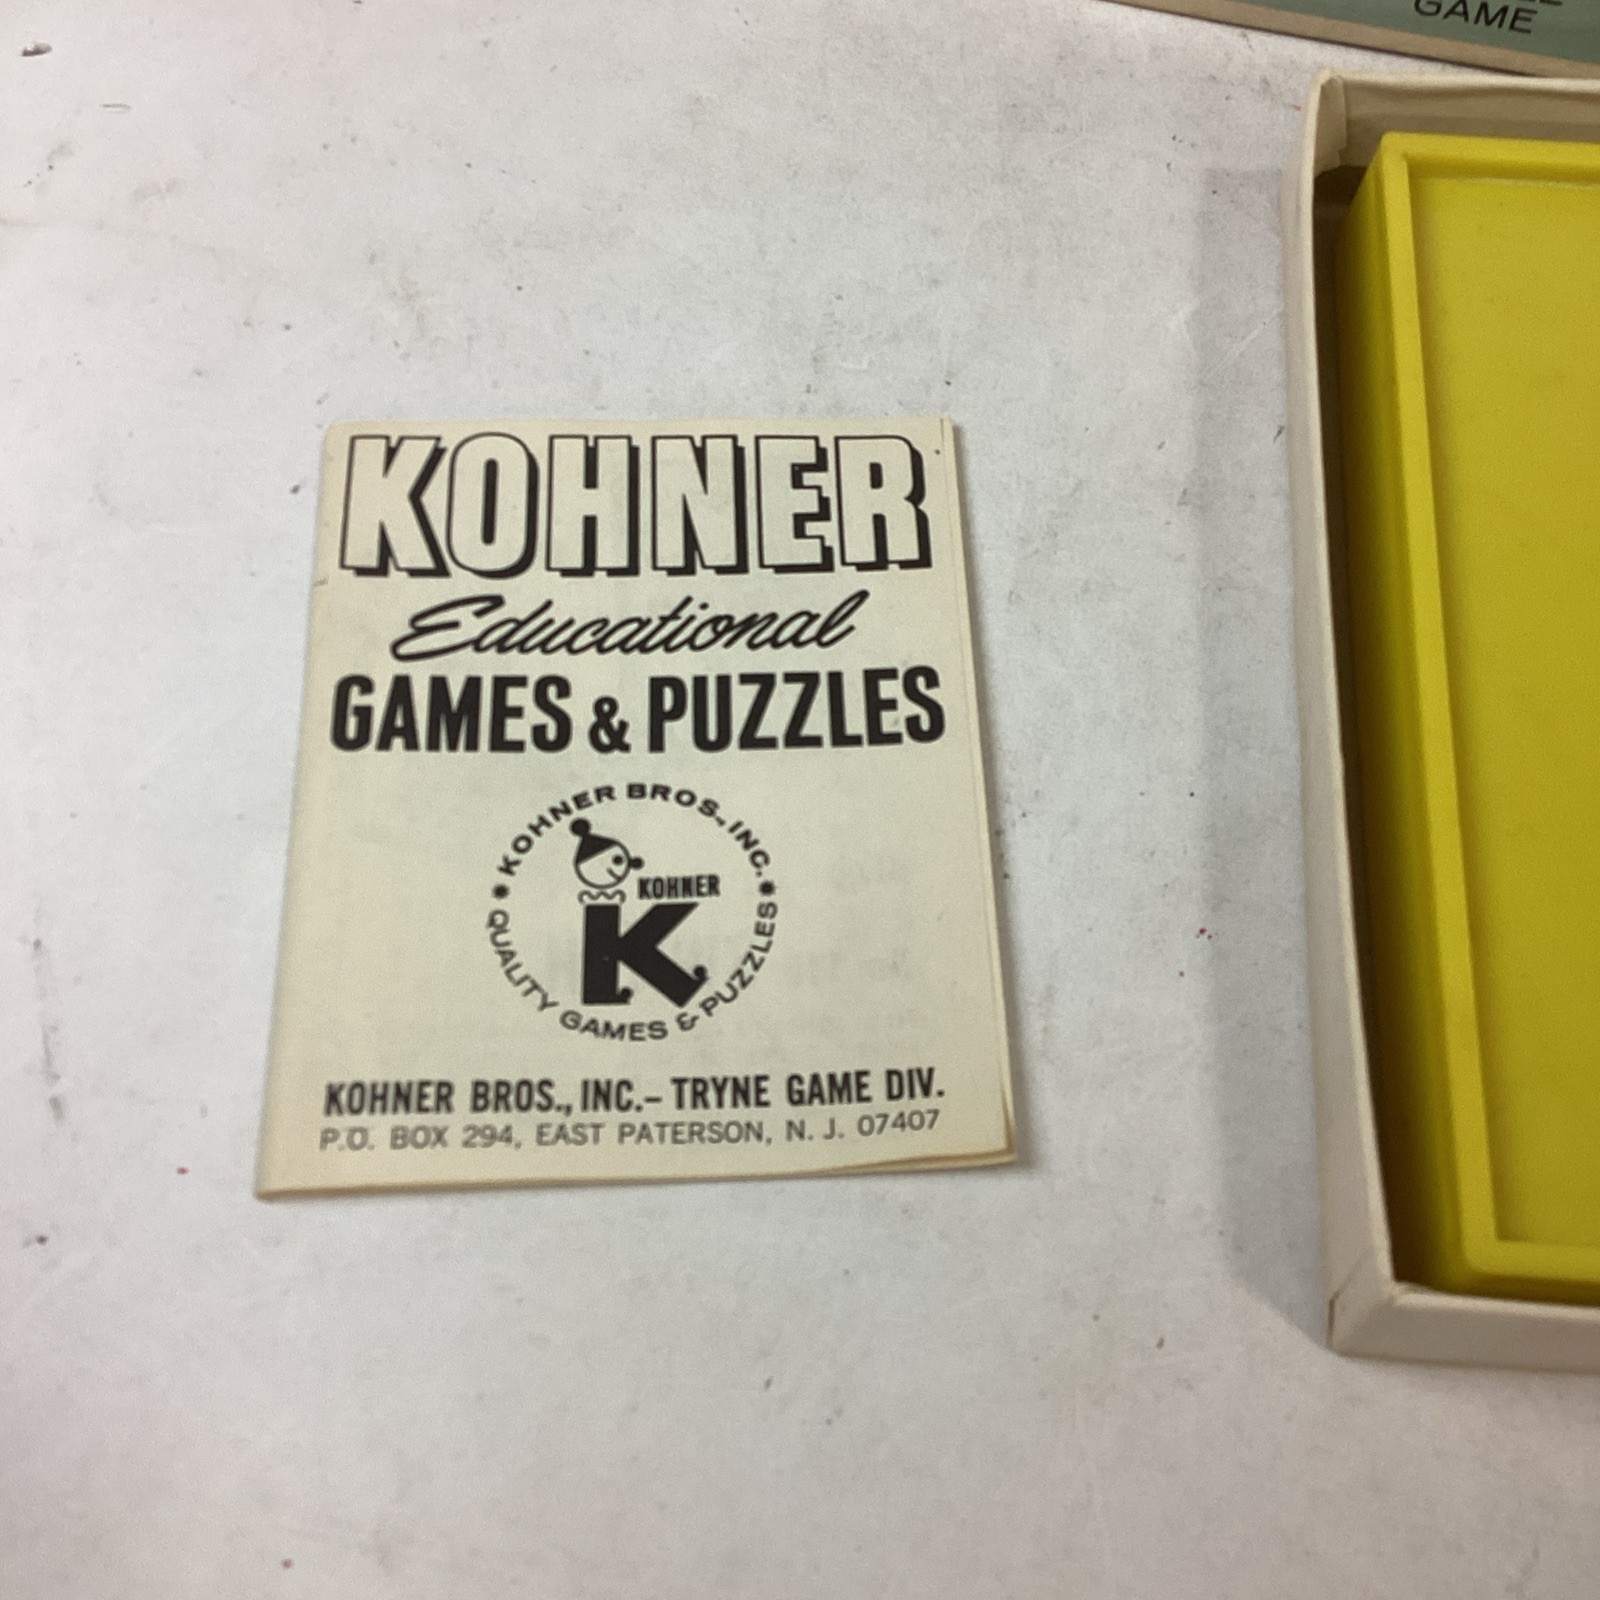 GAME
KOHNER
Educational
GAMES & PUZZLES
• KOHNER BROS., INC. •
KOHNER
K
QUALITY GAMES & PUZZLES
KOHNER BROS., INC.– TRYNE GAME DIV.
P.O. BOX 294, EAST PATERSON, N. J. 07407